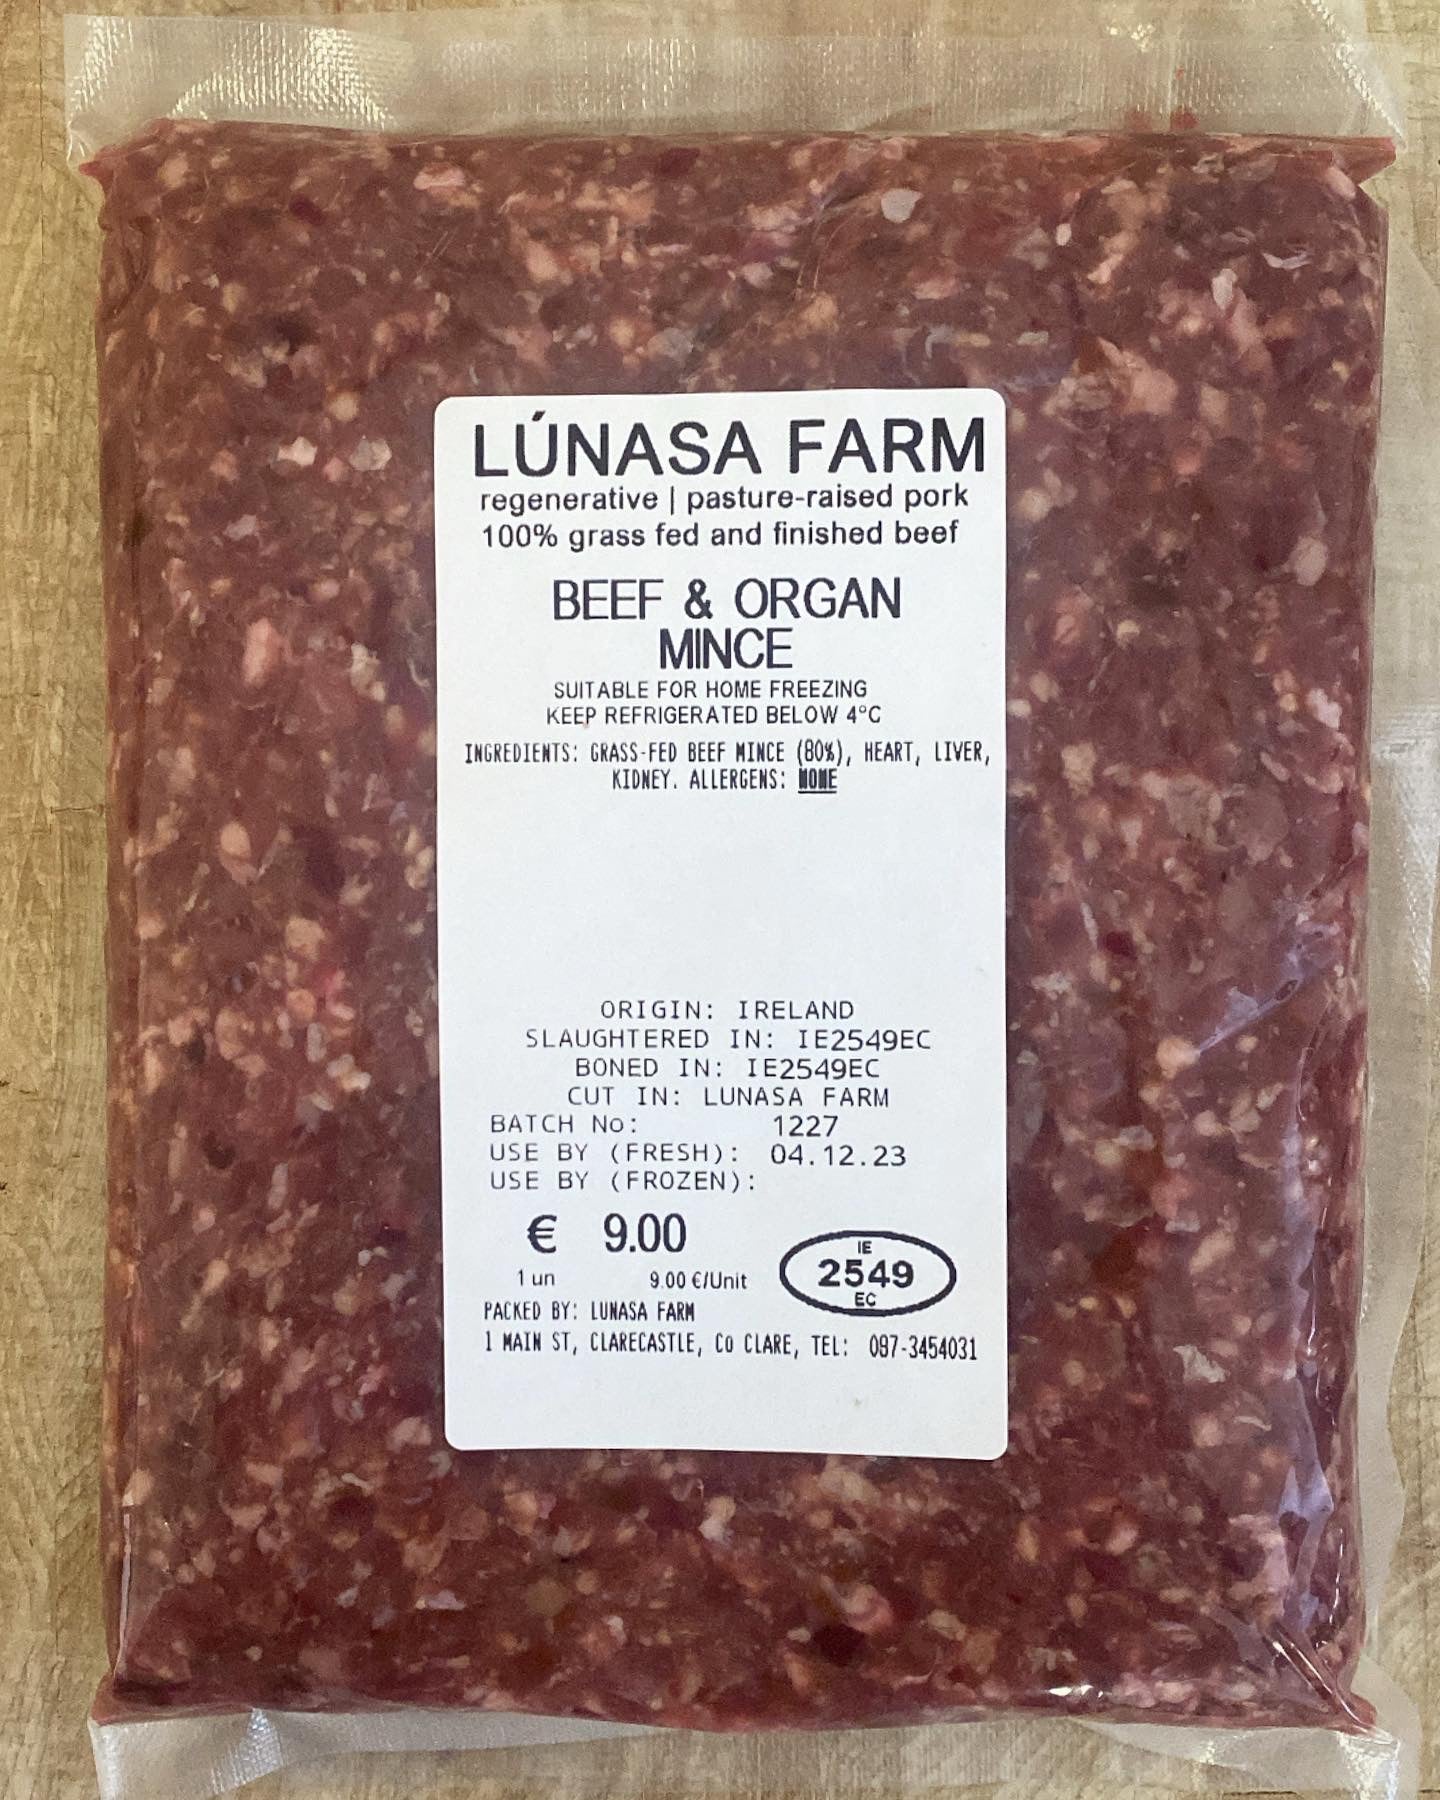 LÚNASA FARM
regenerative | pasture-raised pork
100% grass fed and finished beef
BEEF & ORGAN
MINCE
SUITABLE FOR HOME FREEZING
KEEP REFRIGERATED BELOW 4°C
INGREDIENTS: GRASS-FED BEEF MINCE (80%), HEART, LIVER,
KIDNEY. ALLERGENS: NONE
ORIGIN: IRELAND
SLAUGHTERED IN: IE2549EC
BONED IN: IE2549EC
CUT IN: LUNASA FARM
BATCH No: 1227
USE BY (FRESH): 04.12.23
USE BY (FROZEN):
€ 9.00
1 un 9.00 €/Unit
IE
2549
EC
PACKED BY: LUNASA FARM
1 MAIN ST, CLARECASTLE, Co CLARE, TEL: 087-3454031